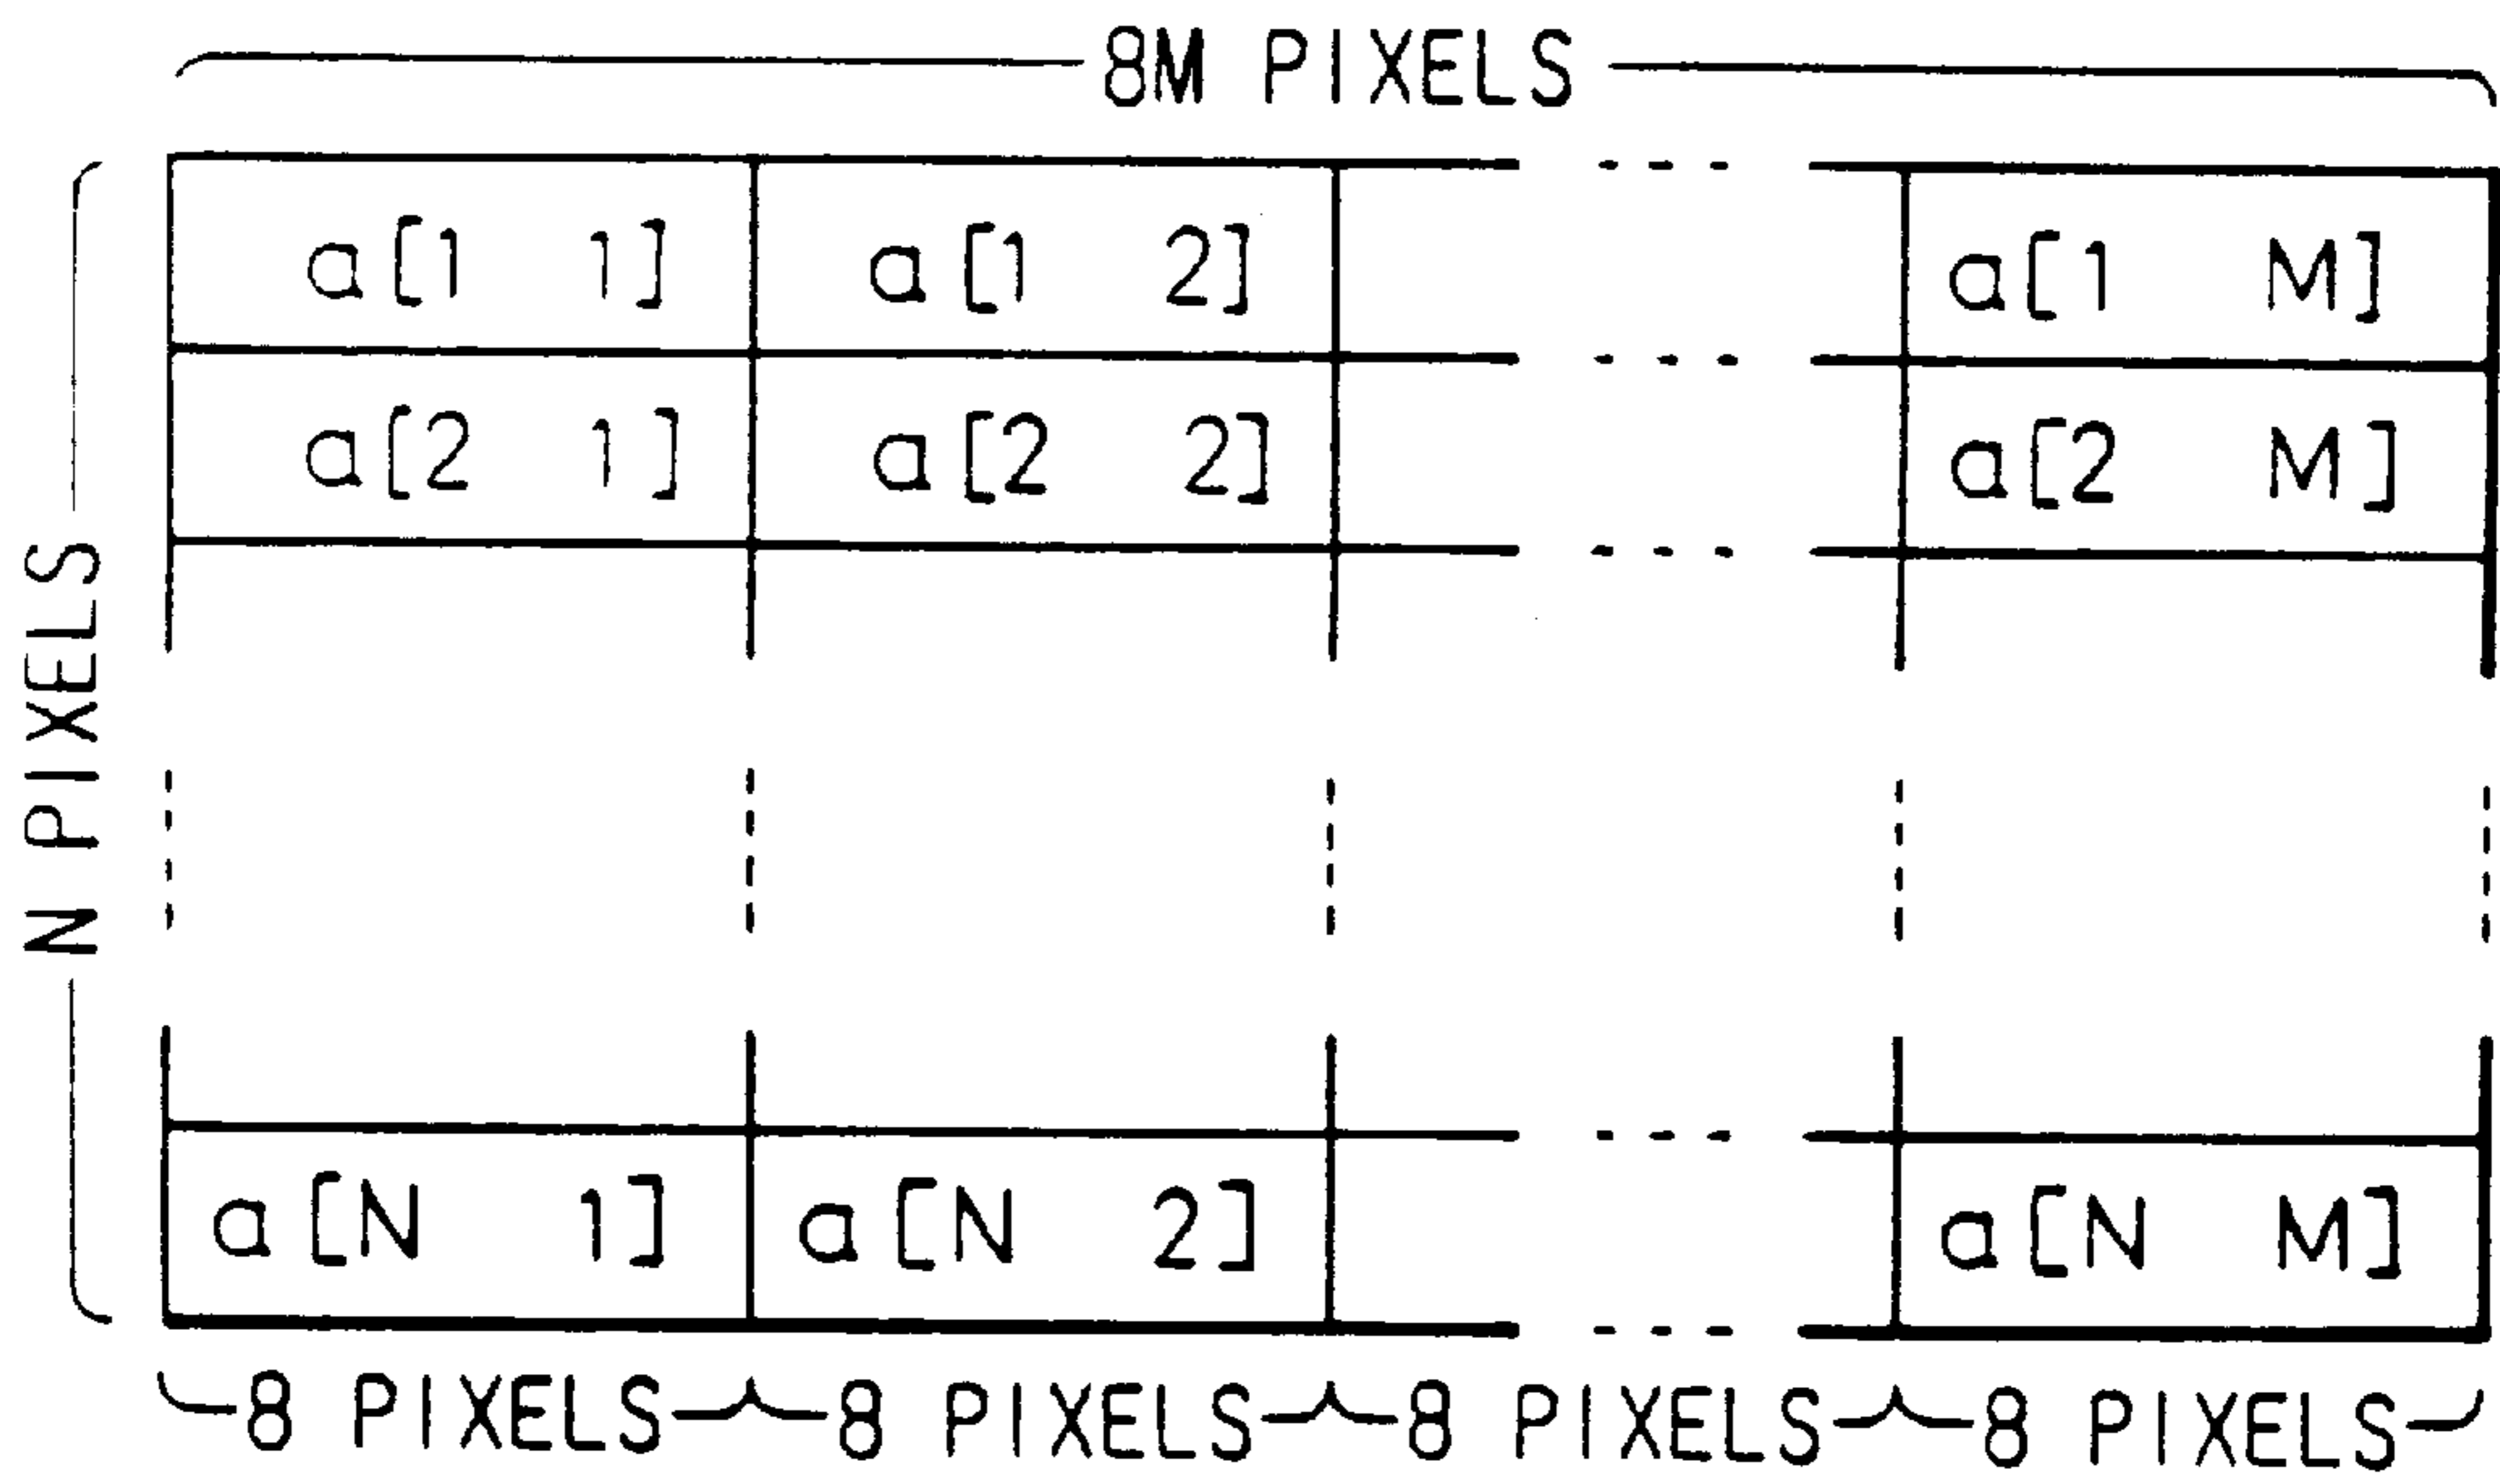 8M PIXELS
N PIXELS
a[1 1] a[1 2] a[1 M]
a[2 1] a[2 2] a[2 M]
a[N 1] a[N 2] a[N M]
8 PIXELS 8 PIXELS 8 PIXELS 8 PIXELS